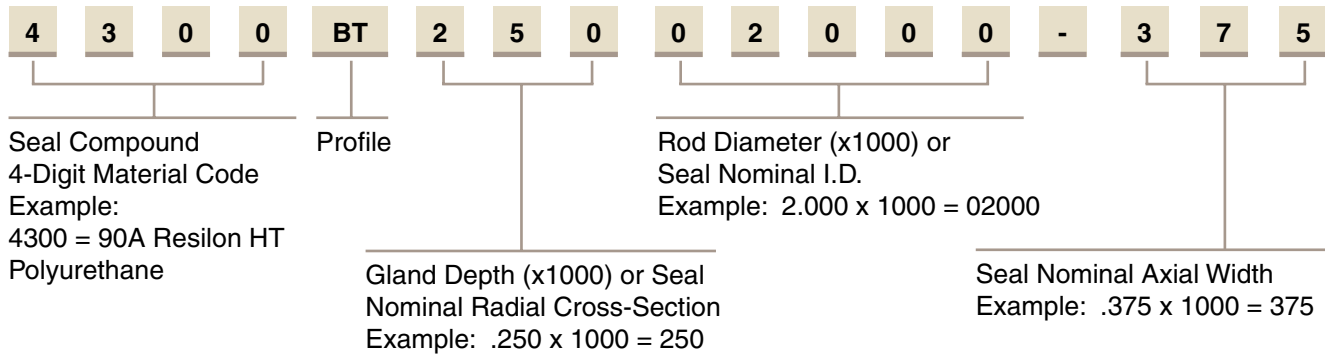 4 3 0 0 BT 2 5 0 0 2 0 0 0 - 3 7 5
Seal Compound
4-Digit Material Code
Example:
4300 = 90A Resilon HT
Polyurethane
Profile
Gland Depth (x1000) or Seal
Nominal Radial Cross-Section
Example: .250 x 1000 = 250
Rod Diameter (x1000) or
Seal Nominal I.D.
Example: 2.000 x 1000 = 02000
Seal Nominal Axial Width
Example: .375 x 1000 = 375